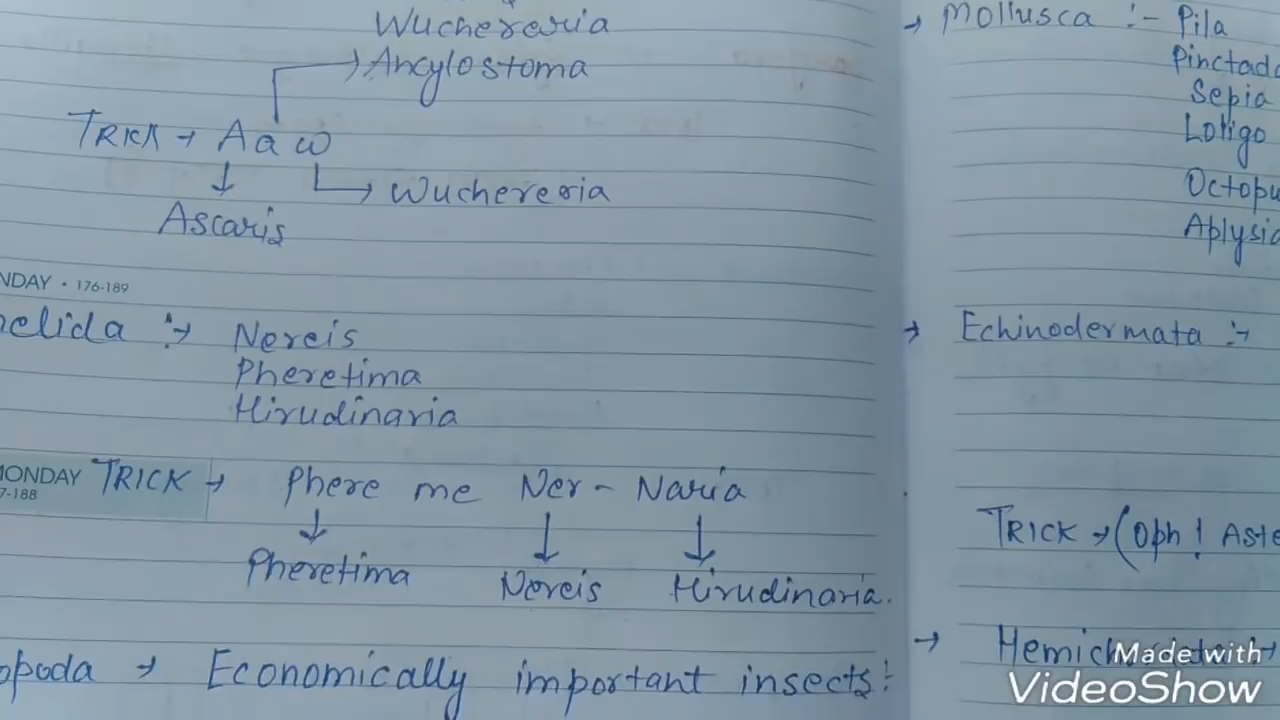 Wuchereria
Ancylostoma
TRICK → A a w
Wuchereria
Ascaris
NDAY • 176-189
nelida :→ Nereis
Pheretima
Hirudinaria
MONDAY
7-188
TRICK → Phere me Ner - Naria
Pheretima Nereis Hirudinaria.
opoda → Economically important insects:
→ Mollusca :- Pila
Pinctad
Sepia
Loligo
Octopu
Aplysia
→ Echinodermata :→
TRICK → (Oph ! Aste
→ Hemich
Made with
VideoShow